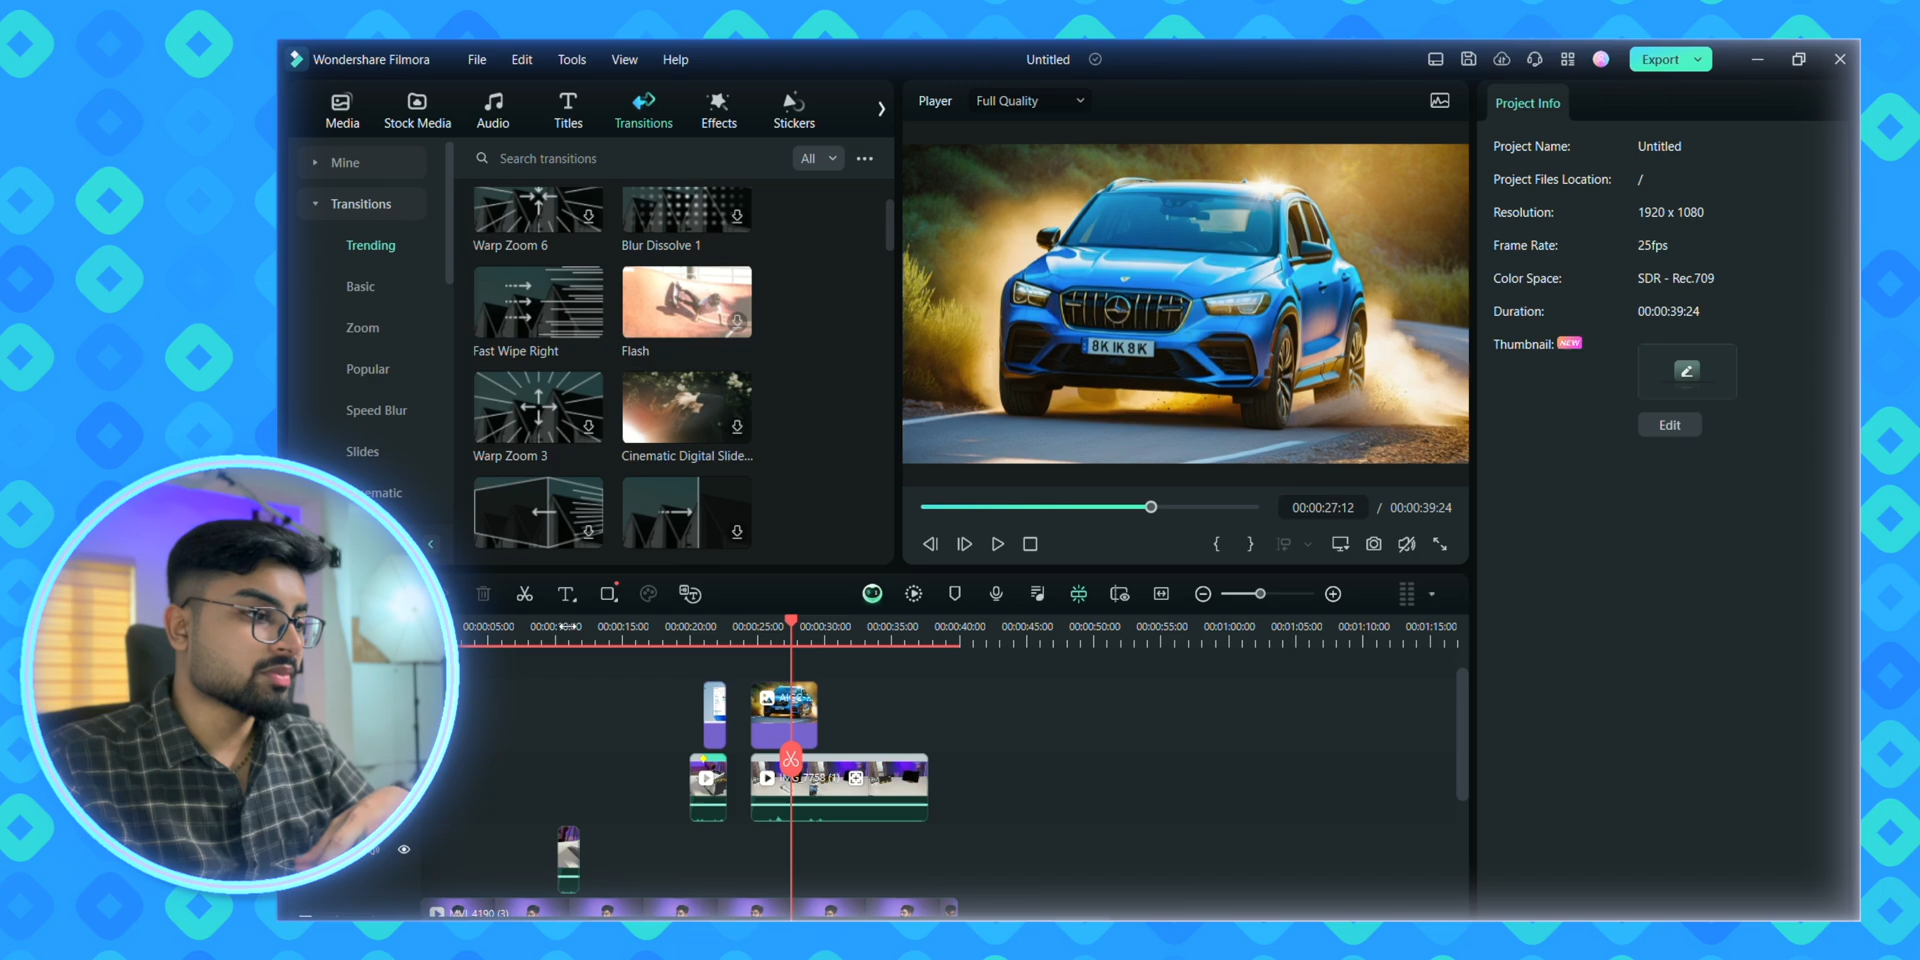 Wondershare Filmora File Edit Tools View Help Untitled Export
Media Stock Media Audio Titles Transitions Effects Stickers
Player Full Quality
Project Info
Mine
Search transitions All
Transitions
Trending
Basic
Zoom
Popular
Speed Blur
Slides
ematic
Warp Zoom 6 Blur Dissolve 1
Fast Wipe Right Flash
Warp Zoom 3 Cinematic Digital Slide...
8K IK 8K
00:00:27:12 / 00:00:39:24
Project Name: Untitled
Project Files Location: /
Resolution: 1920 x 1080
Frame Rate: 25fps
Color Space: SDR - Rec.709
Duration: 00:00:39:24
Thumbnail: NEW
Edit
00:00:05:00 00:00:15:00 00:00:20:00 00:00:25:00 00:00:30:00 00:00:35:00 00:00:40:00 00:00:45:00 00:00:50:00 00:00:55:00 00:01:00:00 00:01:05:00 00:01:10:00 00:01:15:00
IMG 7758 (1)
MVI 4190 (3)